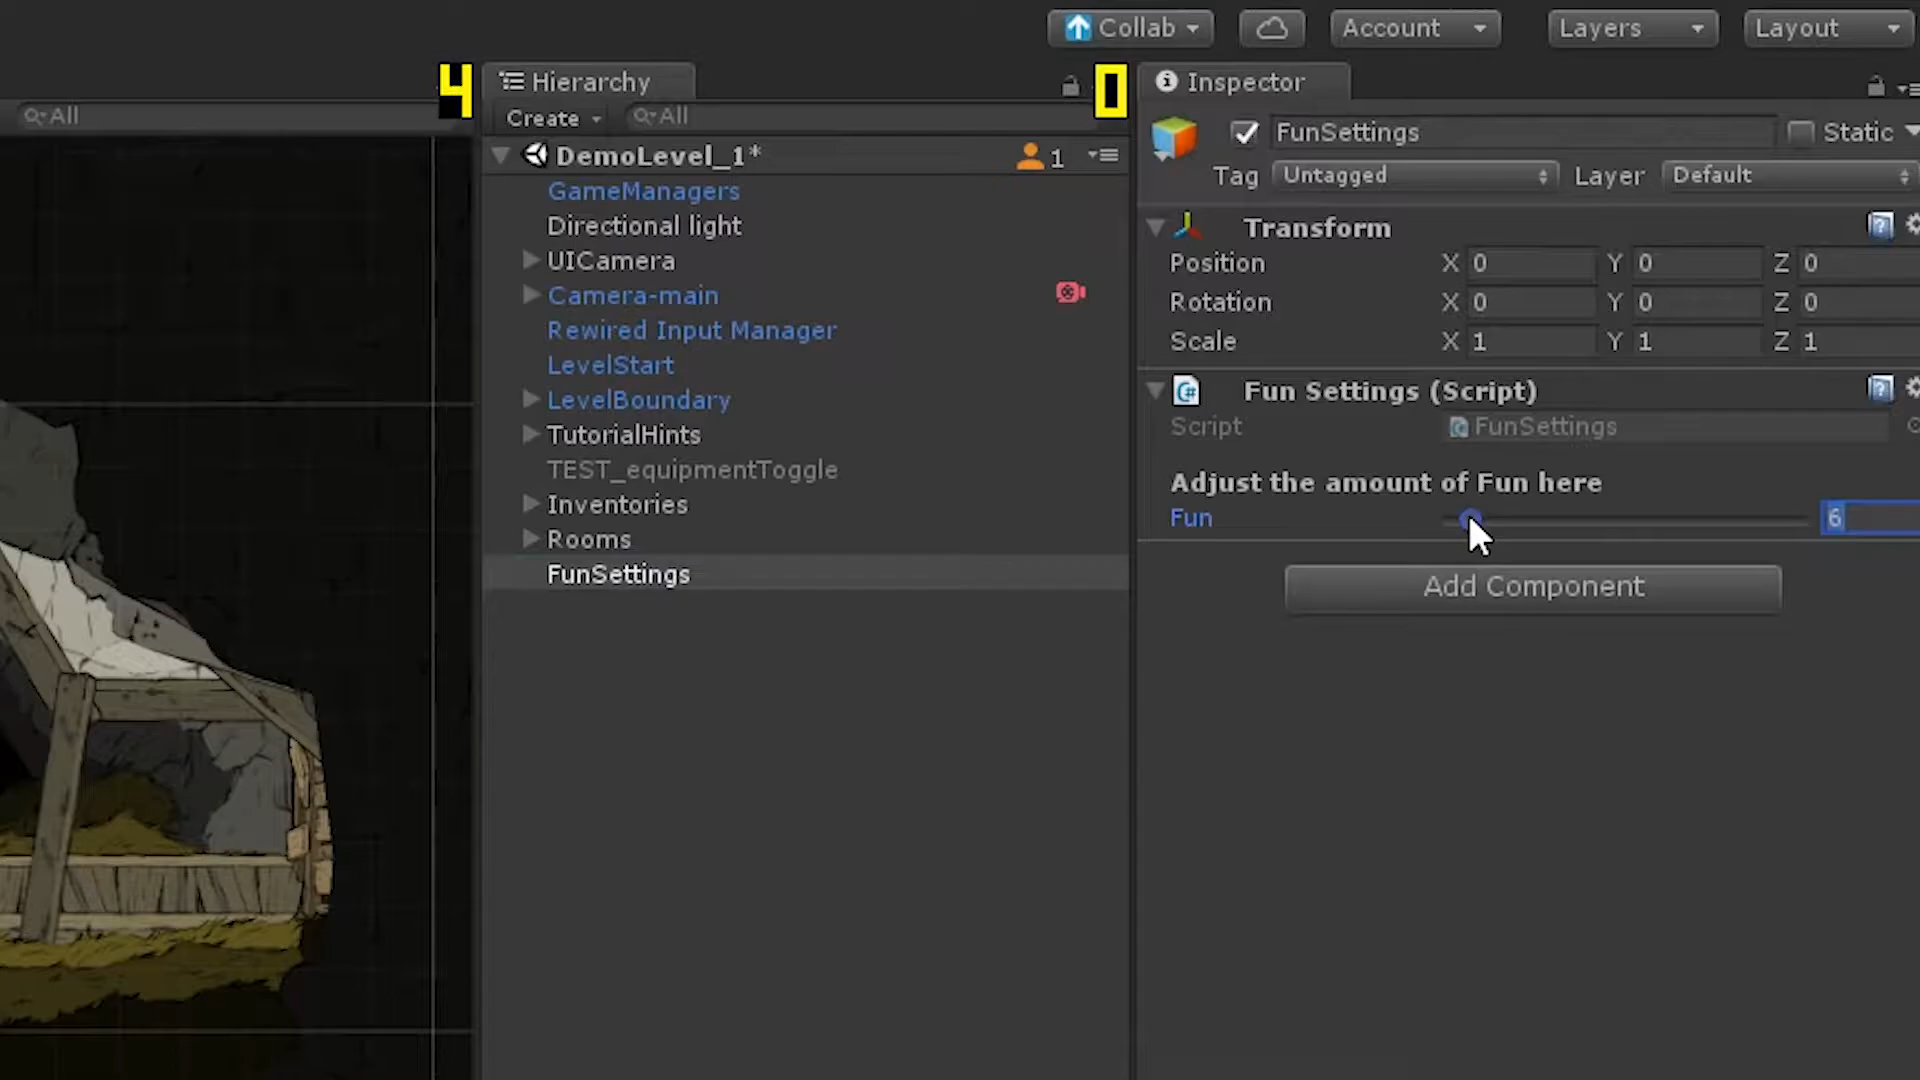 Collab
Account
Layers
Layout
All
4
Hierarchy
0
Create
All
DemoLevel_1*
1
GameManagers
Directional light
UICamera
Camera-main
Rewired Input Manager
LevelStart
LevelBoundary
TutorialHints
TEST_equipmentToggle
Inventories
Rooms
FunSettings
Inspector
FunSettings
Static
Tag Untagged Layer Default
Transform
Position X 0 Y 0 Z 0
Rotation X 0 Y 0 Z 0
Scale X 1 Y 1 Z 1
Fun Settings (Script)
Script FunSettings
Adjust the amount of Fun here
Fun 6
Add Component